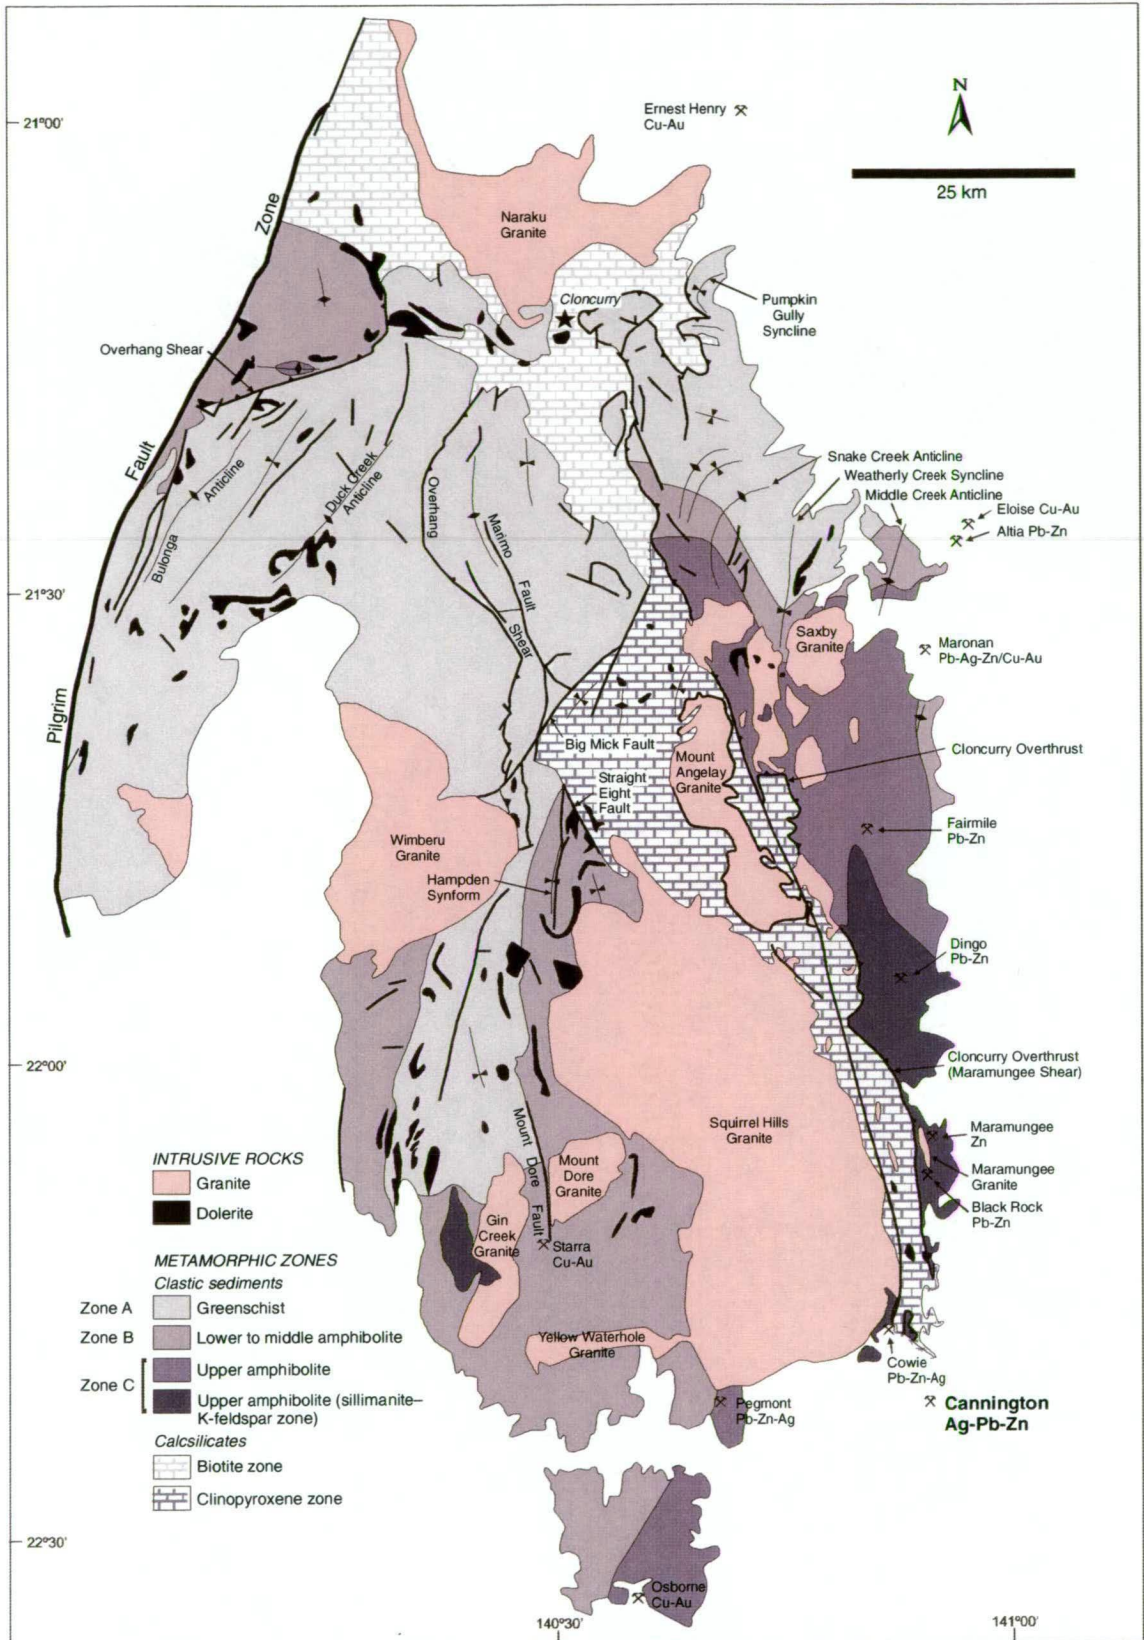 Ernest Henry
Cu-Au
N
25 km
21°00'
Naraku
Granite
Zone
Cloncurry
Pumpkin
Gully
Syncline
Overhang Shear
Fault
Anticline
Bulonga
Duck Creek
Anticline
Overhang
Marimo
Fault
Shear
Snake Creek Anticline
Weatherly Creek Syncline
Middle Creek Anticline
Eloise Cu-Au
Altia Pb-Zn
21°30'
Saxby
Granite
Maronan
Pb-Ag-Zn/Cu-Au
Pilgrim
Big Mick Fault
Mount
Angelay
Granite
Cloncurry Overthrust
Straight
Eight
Fault
Fairmile
Pb-Zn
Wimberu
Granite
Hampden
Synform
Dingo
Pb-Zn
22°00'
Cloncurry Overthrust
(Maramungee Shear)
Squirrel Hills
Granite
Maramungee
Zn
Maramungee
Granite
Black Rock
Pb-Zn
Mount Dore Fault
Mount
Dore
Granite
Gin
Creek
Granite
Starra
Cu-Au
Yellow Waterhole
Granite
Cowie
Pb-Zn-Ag
Pegmont
Pb-Zn-Ag
Cannington
Ag-Pb-Zn
INTRUSIVE ROCKS
Granite
Dolerite
METAMORPHIC ZONES
Clastic sediments
Zone A
Greenschist
Zone B
Lower to middle amphibolite
Zone C
Upper amphibolite
Upper amphibolite (sillimanite–
K-feldspar zone)
Calcsilicates
Biotite zone
Clinopyroxene zone
22°30'
Osborne
Cu-Au
140°30'
141°00'